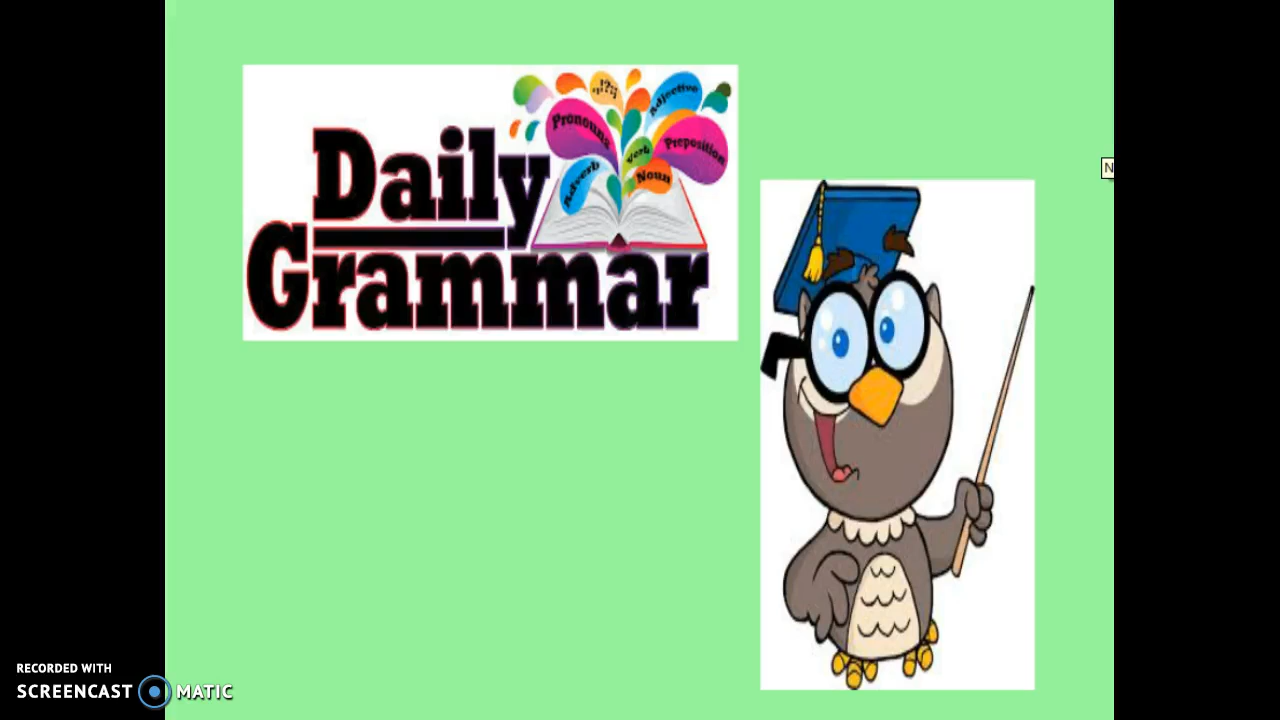 Daily
Grammar
Pronouns
Adjective
Verb
Preposition
Adverb
Noun
N
RECORDED WITH
SCREENCAST MATIC